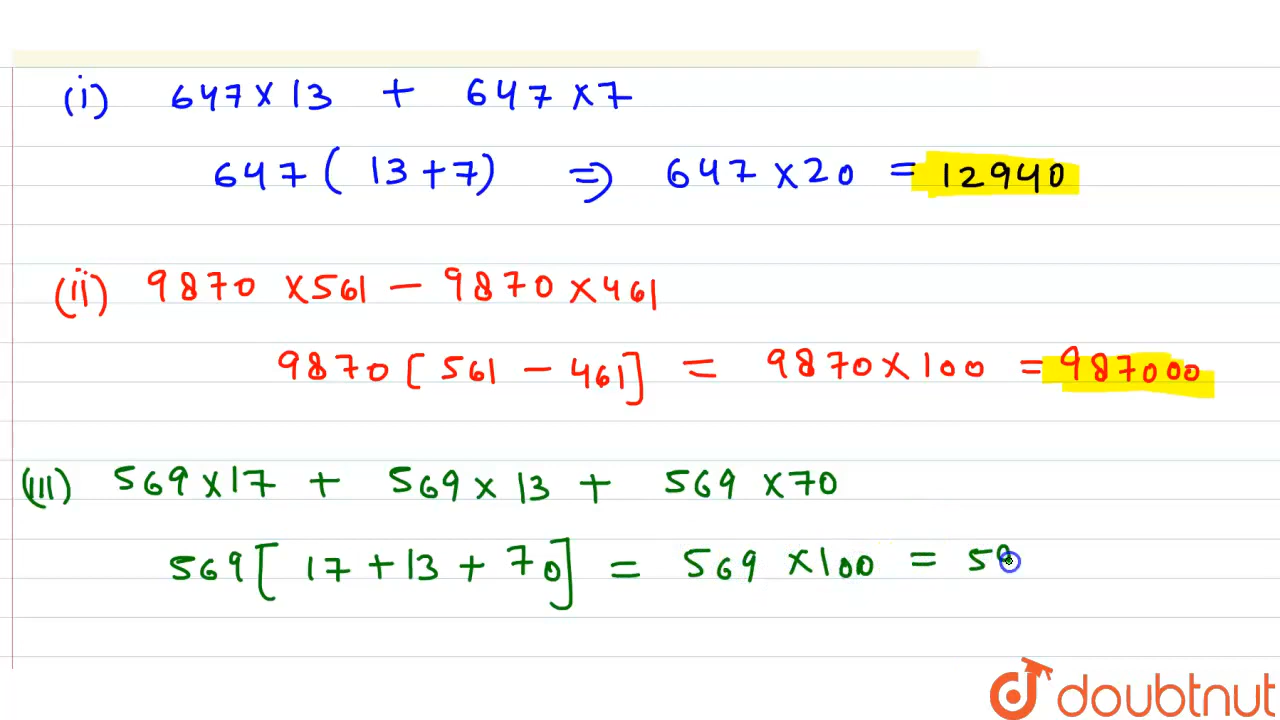 (i) 647 × 13 + 647 × 7
647 ( 13 + 7 ) ⇒ 647 × 20 = 12940
(ii) 9870 × 561 - 9870 × 461
9870 [ 561 - 461 ] = 9870 × 100 = 987000
(III) 569 × 17 + 569 × 13 + 569 × 70
569 [ 17 + 13 + 70 ] = 569 × 100 = 5
doubtnut